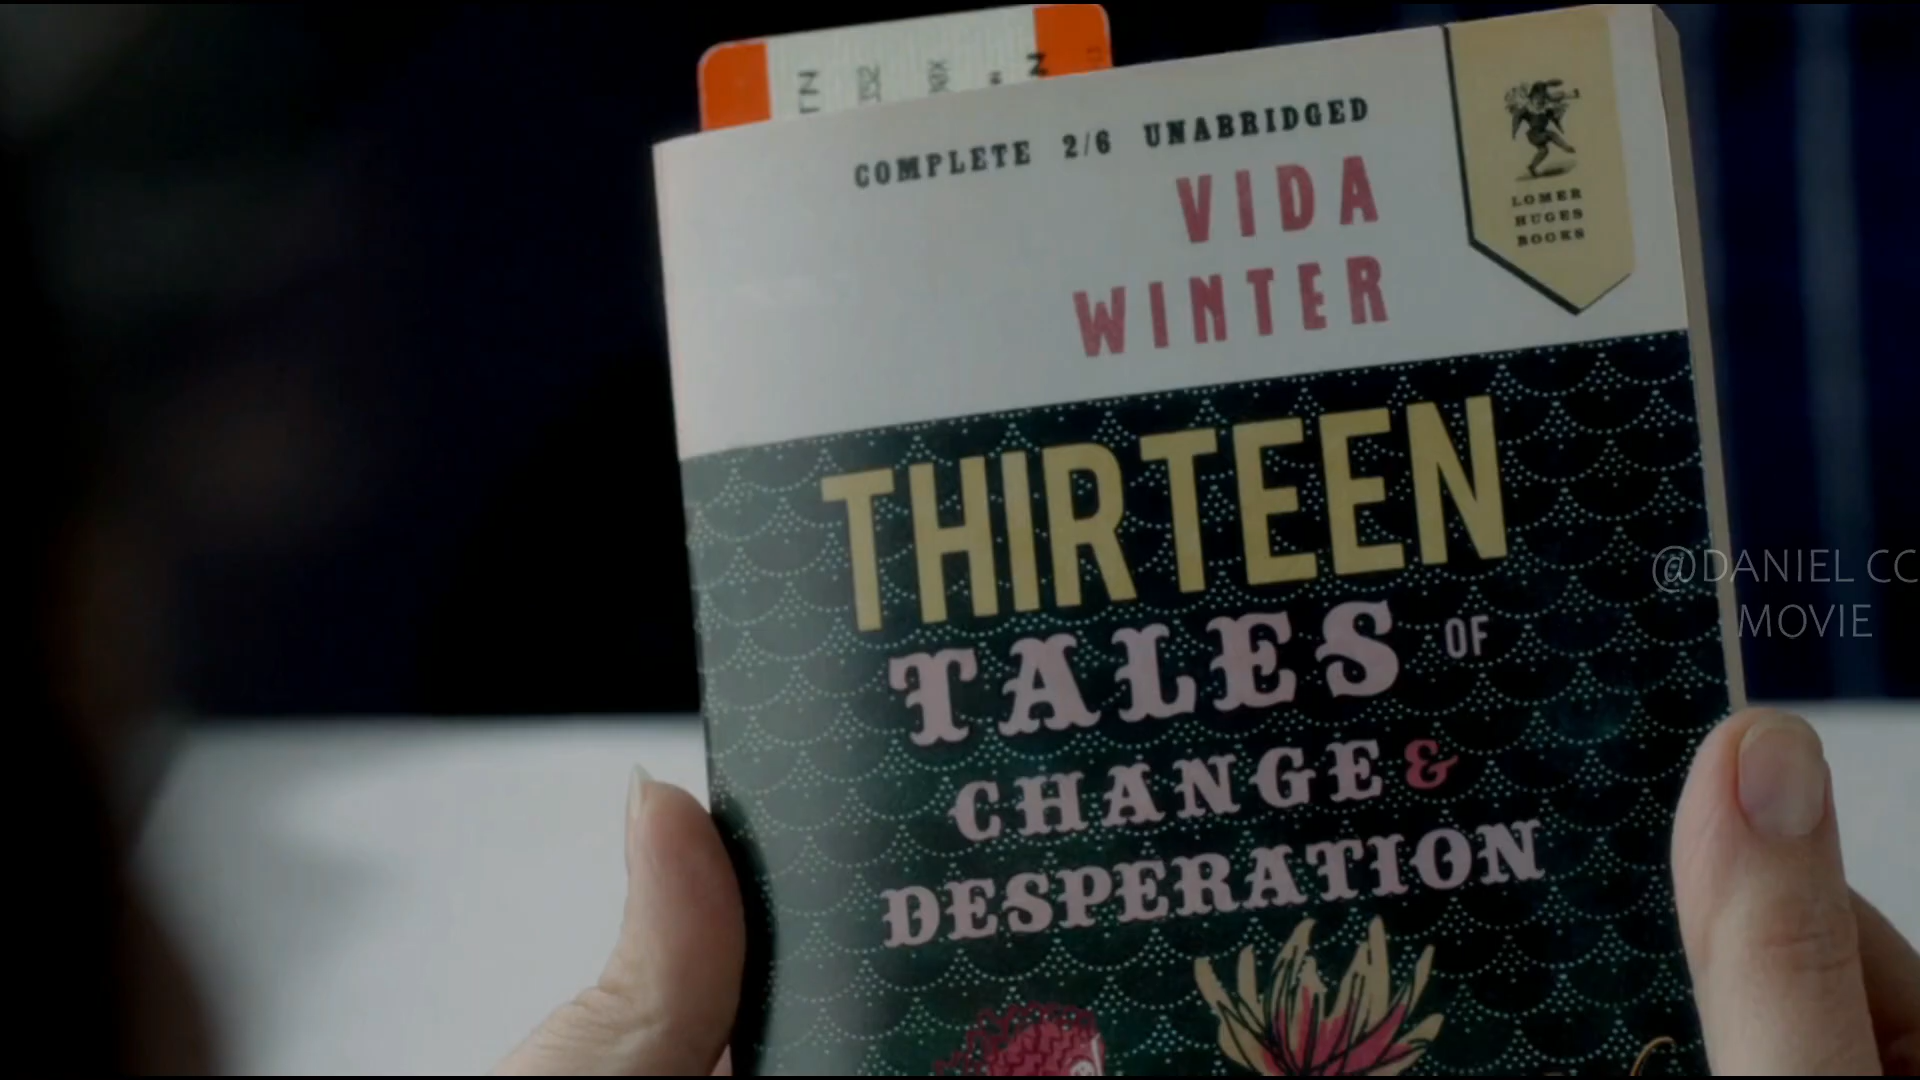 COMPLETE 2/6 UNABRIDGED
VIDA
WINTER
LOMER
HUGES
BOOKS
THIRTEEN
TALES OF
CHANGE &
DESPERATION
@DANIEL CC
MOVIE